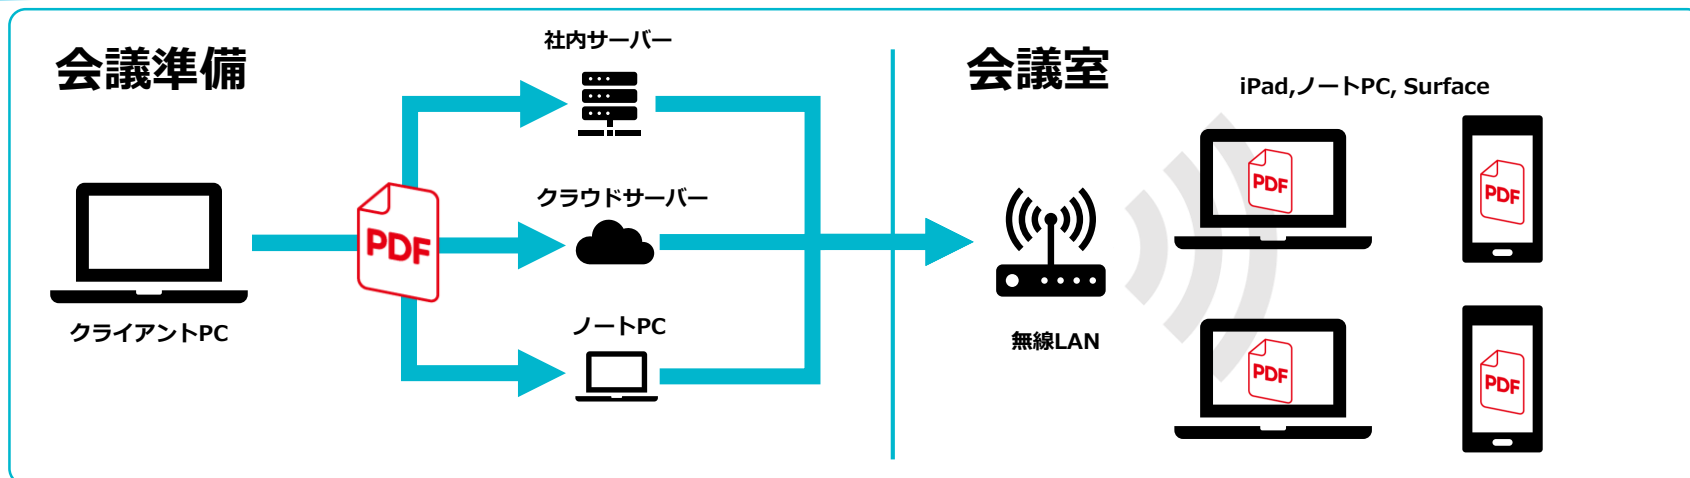 会議準備
クライアントPC
PDF
社内サーバー
クラウドサーバー
ノートPC
会議室
無線LAN
iPad,ノートPC, Surface
PDF
PDF
PDF
PDF